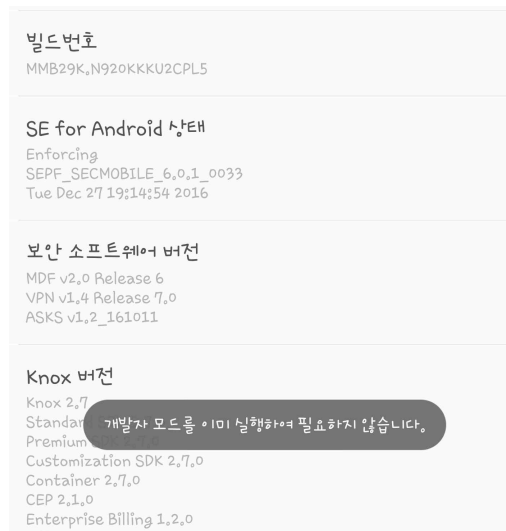 빌드번호
MMB29K.N920KKKU2CPL5
SE for Android 상태
Enforcing
SEPF_SECMOBILE_6.0.1_0033
Tue Dec 27 19:14:54 2016
보안 소프트웨어 버전
MDF v2.0 Release 6
VPN v1.4 Release 7.0
ASKS v1.2_161011
Knox 버전
Knox 2.7
Standard
개발자 모드를 이미 실행하여 필요하지 않습니다.
Premium
Customization SDK 2.7.0
Container 2.7.0
CEP 2.1.0
Enterprise Billing 1.2.0